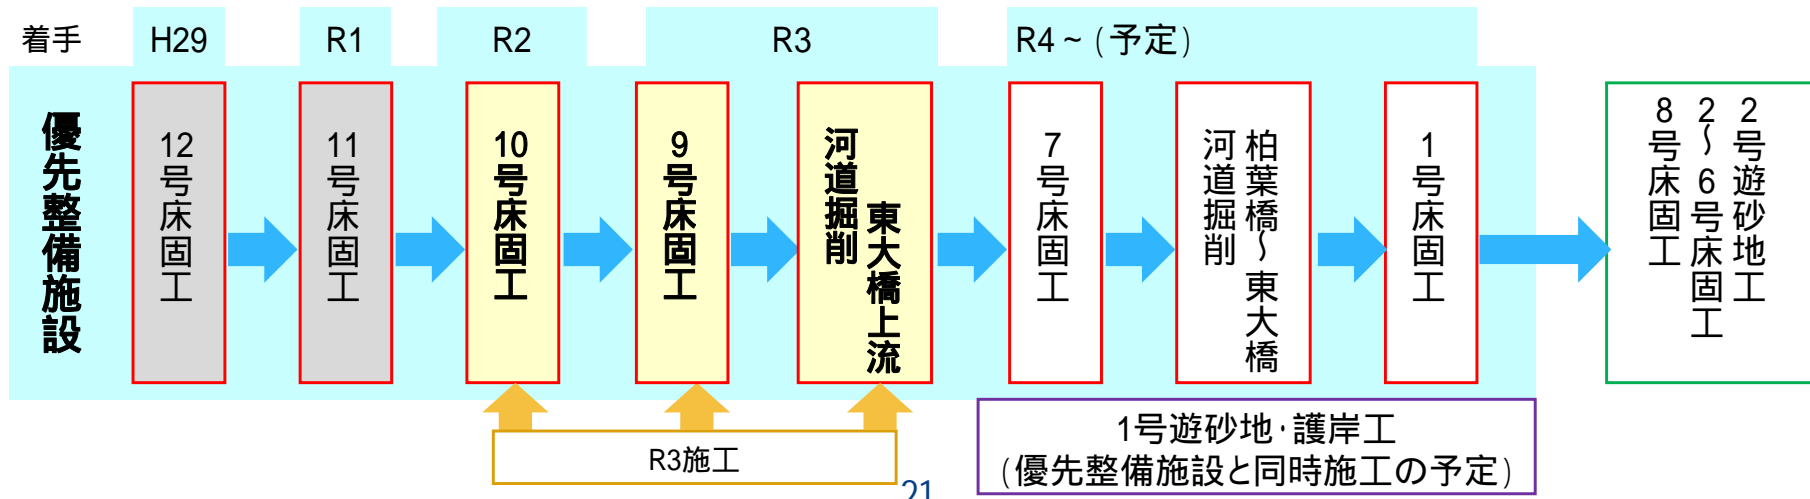 着手
H29
R1
R2
R3
R4~(予定)
優先整備施設
12号床固工
11号床固工
10号床固工
9号床固工
東大橋上流
河道掘削
7号床固工
柏葉橋~東大橋
河道掘削
1号床固工
2号遊砂地工
2~6号床固工
8号床固工
R3施工
1号遊砂地・護岸工
(優先整備施設と同時施工の予定)
21